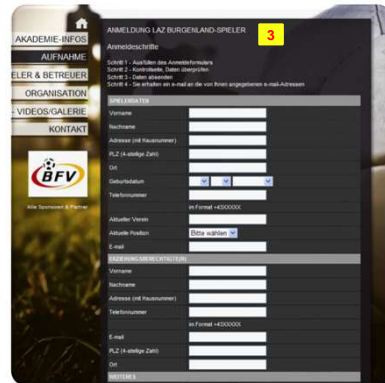 AKADEMIE-INFOS
AUFNAHME
ELER & BETREUER
ORGANISATION
- VIDEOS/GALERIE
KONTAKT
BFV
Alle Sponsoren & Partner
ANMELDUNG LAZ BURGENLAND-SPIELER
3
Anmeldeschritte
Schritt 1 - Ausfüllen des Anmeldeformulars
Schritt 2 - Kontrollseite, Daten überprüfen
Schritt 3 - Daten absenden
Schritt 4 - Sie erhalten ein e-mail an die von Ihnen angegebenen e-mail-Adressen
SPIELERDATEN
Vorname
Nachname
Adresse (mit Hausnummer)
PLZ (4-stellige Zahl)
Ort
Geburtsdatum
Telefonnummer
im Format +43XXXXX
Aktueller Verein
Aktuelle Position
Bitte wählen
E-mail
ERZIEHUNGSBERECHTIGTE(R)
Vorname
Nachname
Adresse (mit Hausnummer)
Telefonnummer
im Format +43XXXXX
E-mail
PLZ (4-stellige Zahl)
Ort
WEITERES